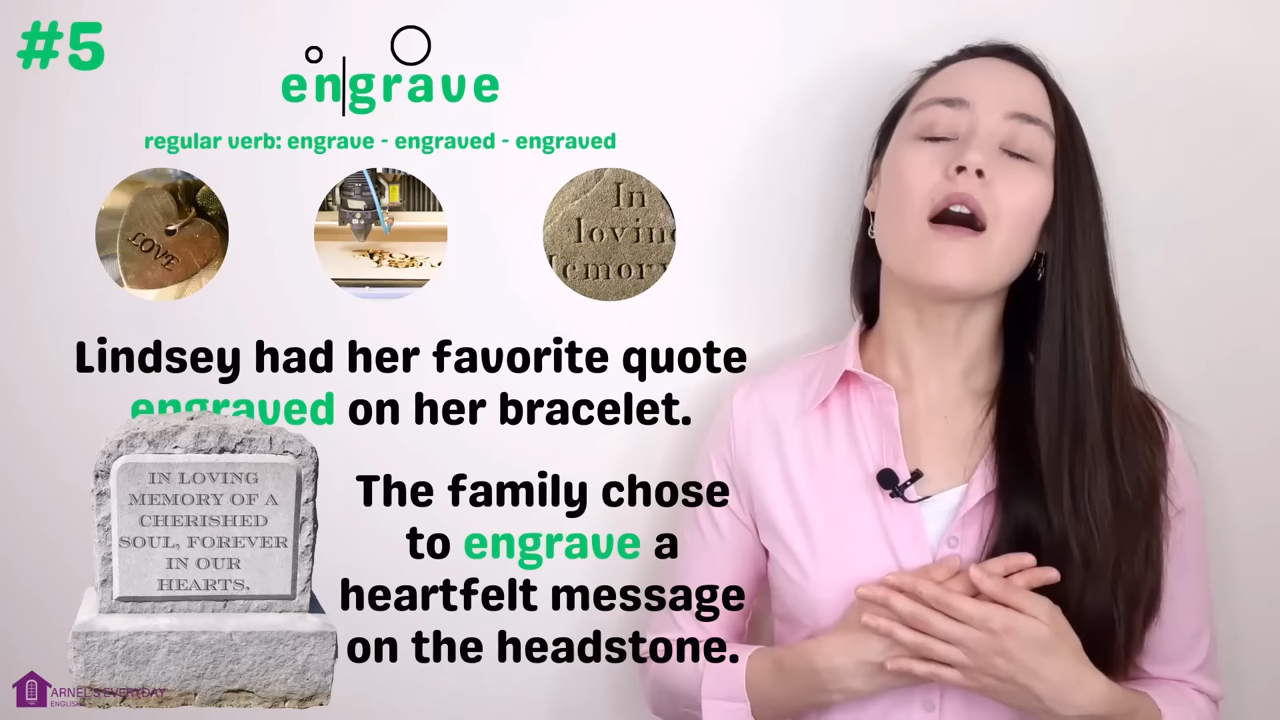 #5
engrave
regular verb: engrave - engraved - engraved
LOVE
In
loving
Memory
Lindsey had her favorite quote
engraved on her bracelet.
IN LOVING
MEMORY OF A
CHERISHED
SOUL, FOREVER
IN OUR
HEARTS.
The family chose
to engrave a
heartfelt message
on the headstone.
ARNEL'S EVERYDAY
ENGLISH